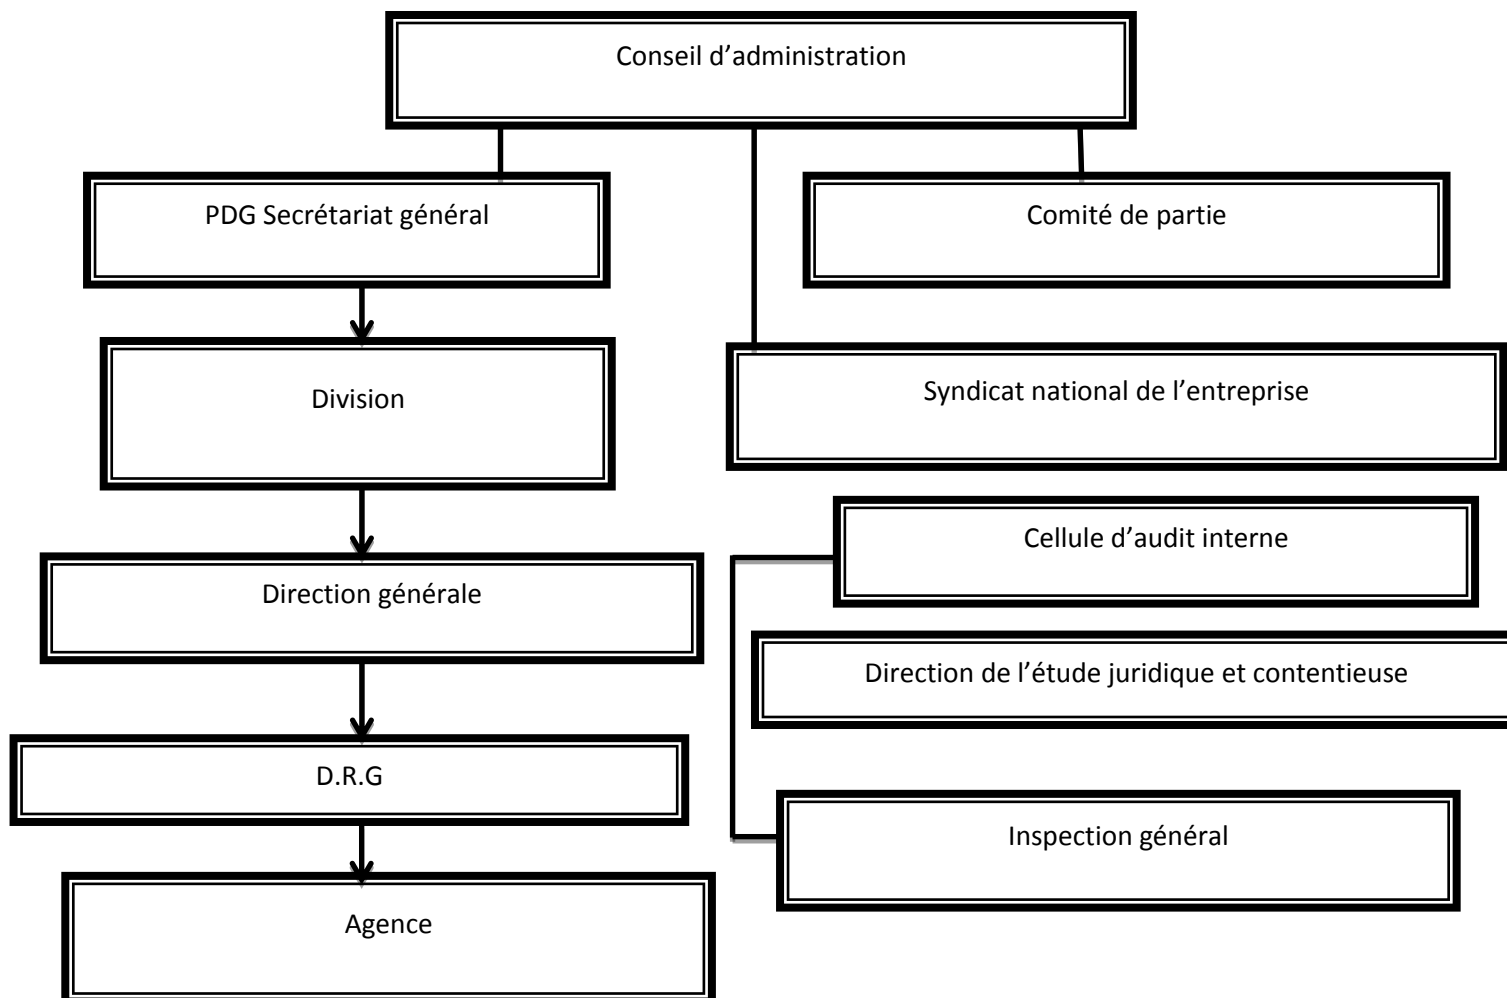 Conseil d’administration
PDG Secrétariat général
Comité de partie
Division
Syndicat national de l’entreprise
Cellule d’audit interne
Direction générale
Direction de l’étude juridique et contentieuse
D.R.G
Inspection général
Agence